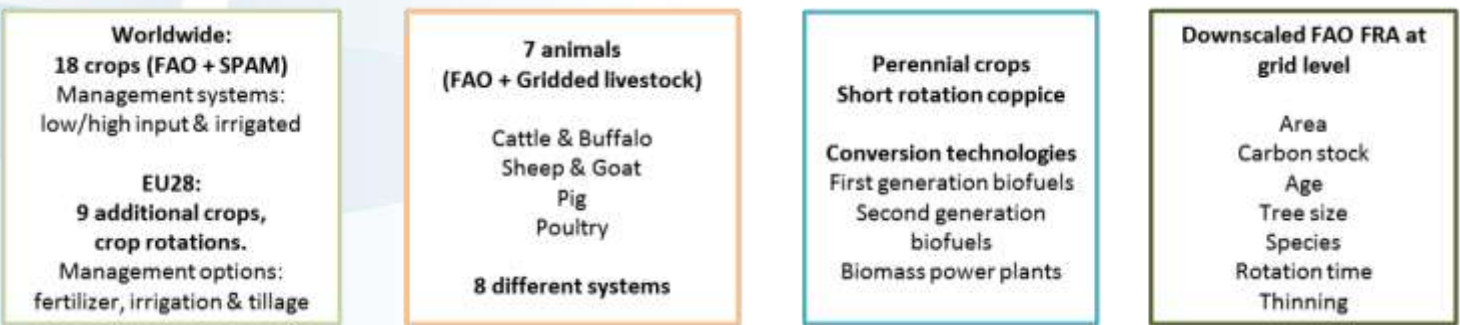 Worldwide:
18 crops (FAO + SPAM)
Management systems:
low/high input & irrigated
EU28:
9 additional crops,
crop rotations.
Management options:
fertilizer, irrigation & tillage
7 animals
(FAO + Gridded livestock)
Cattle & Buffalo
Sheep & Goat
Pig
Poultry
8 different systems
Perennial crops
Short rotation coppice
Conversion technologies
First generation biofuels
Second generation
biofuels
Biomass power plants
Downscaled FAO FRA at
grid level
Area
Carbon stock
Age
Tree size
Species
Rotation time
Thinning